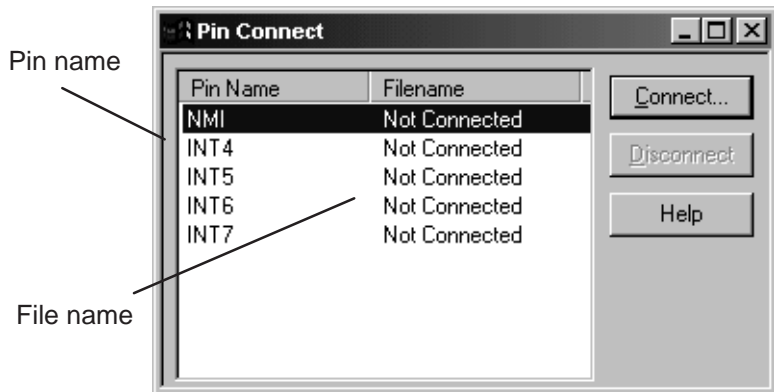 Pin Connect
Pin name
Pin Name Filename
Connect...
NMI Not Connected
INT4 Not Connected
Disconnect
INT5 Not Connected
INT6 Not Connected
Help
INT7 Not Connected
File name